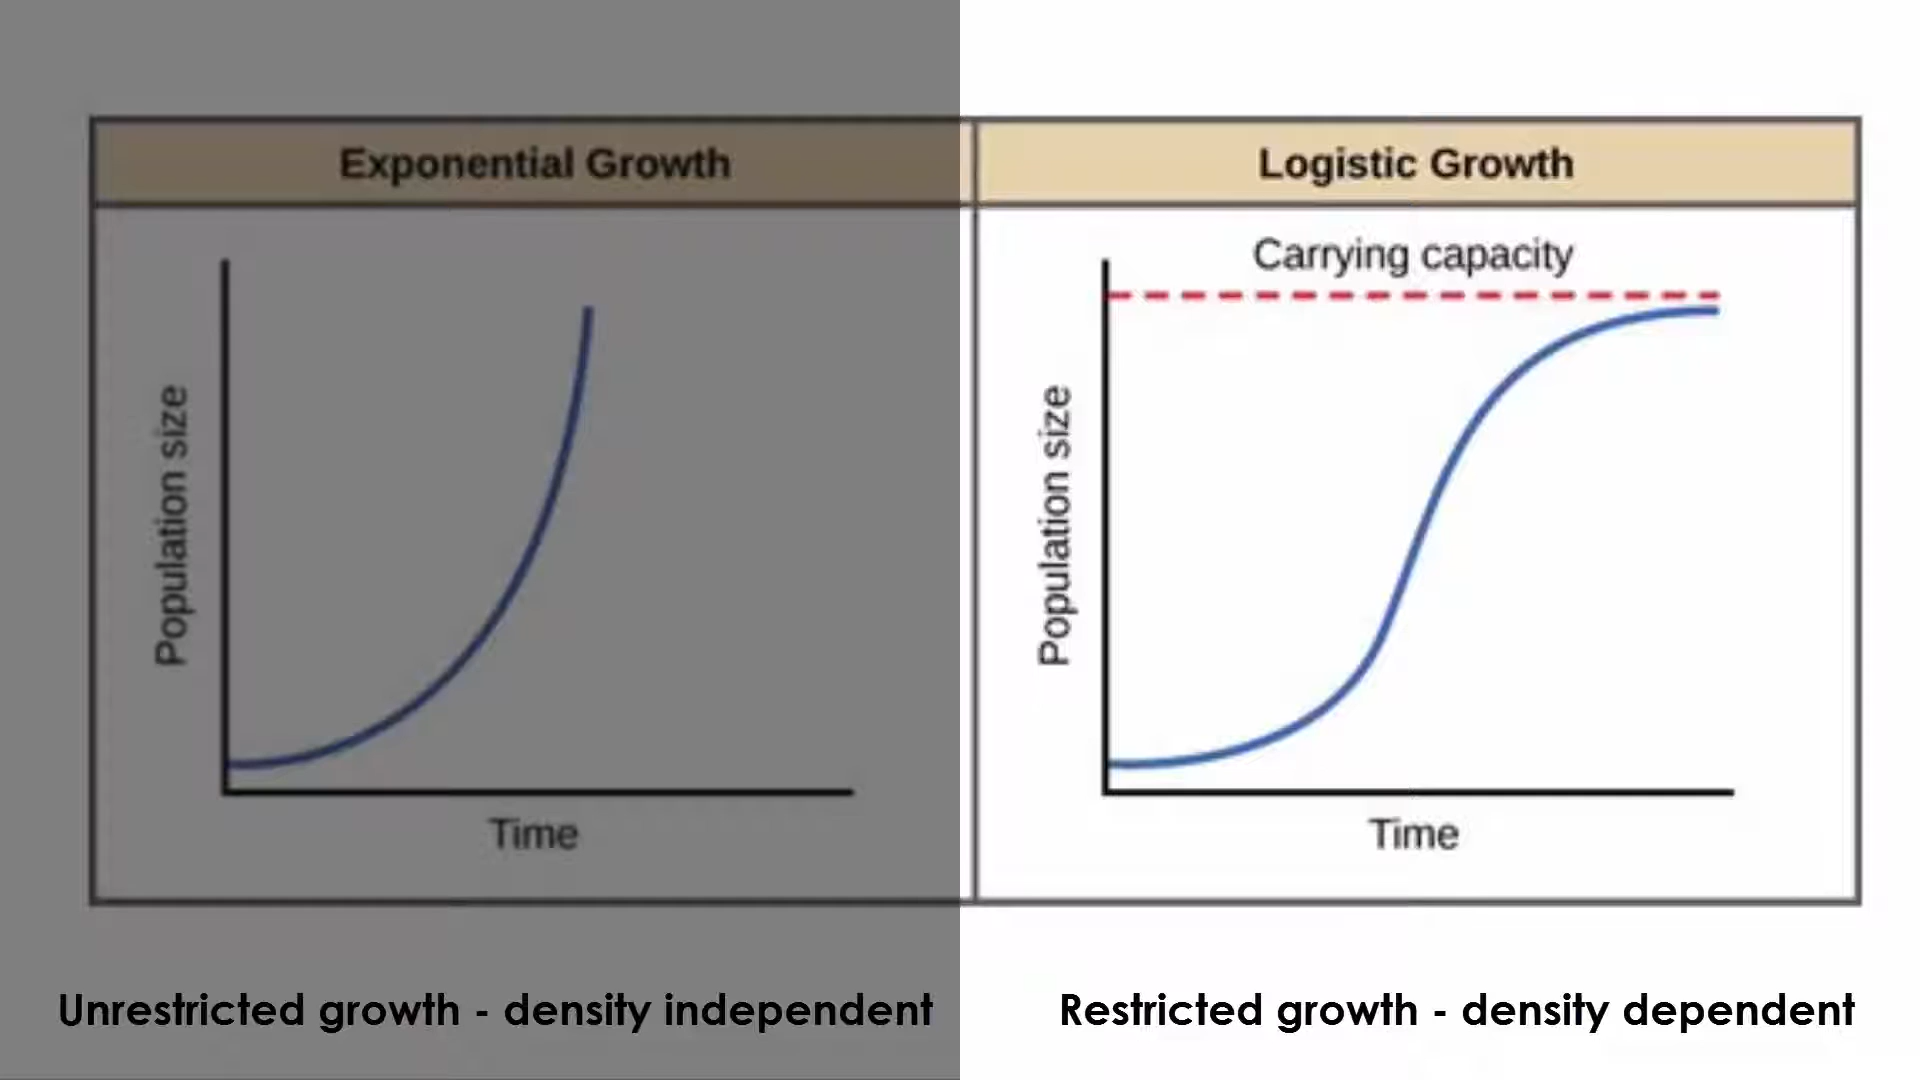 Exponential Growth
Population size
Time
Unrestricted growth - density independent
Logistic Growth
Carrying capacity
Population size
Time
Restricted growth - density dependent